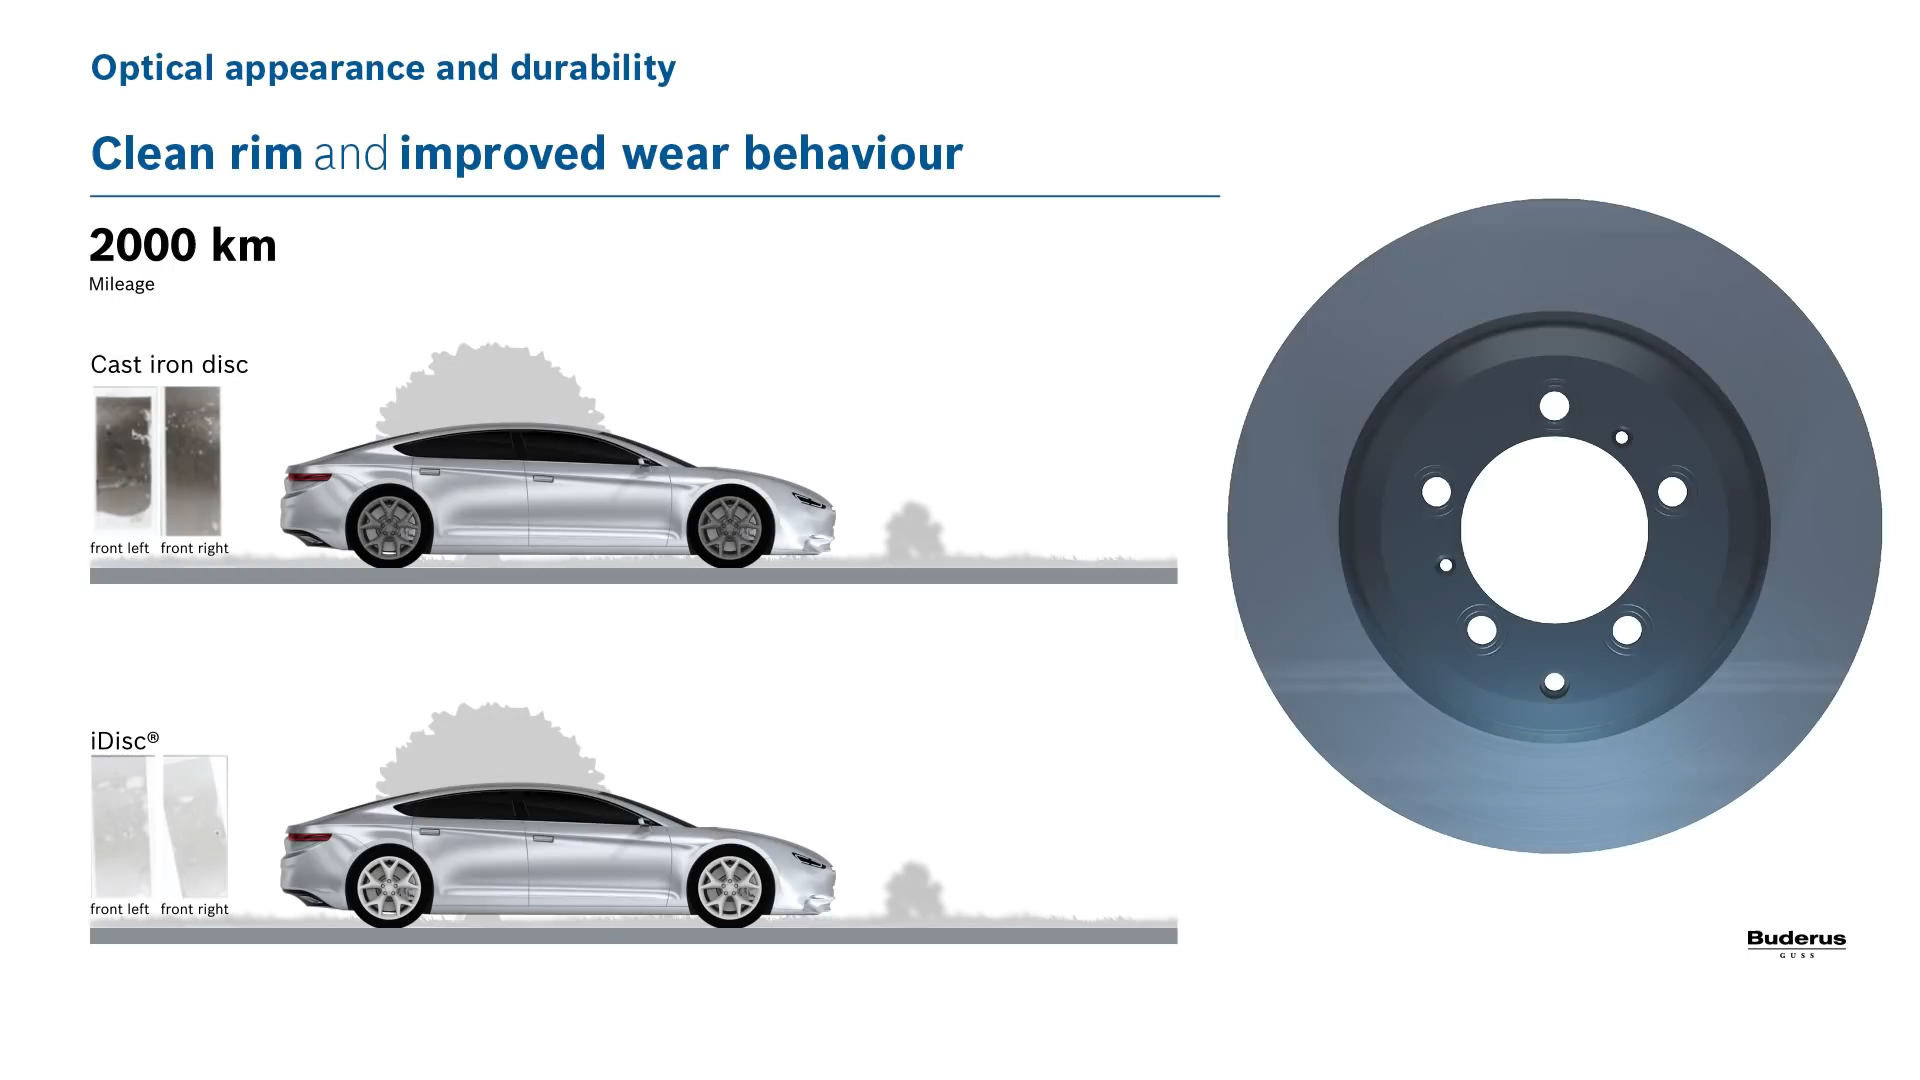 Optical appearance and durability
Clean rim and improved wear behaviour
2000 km
Mileage
Cast iron disc
front left front right
iDisc®
front left front right
Buderus
GUSS